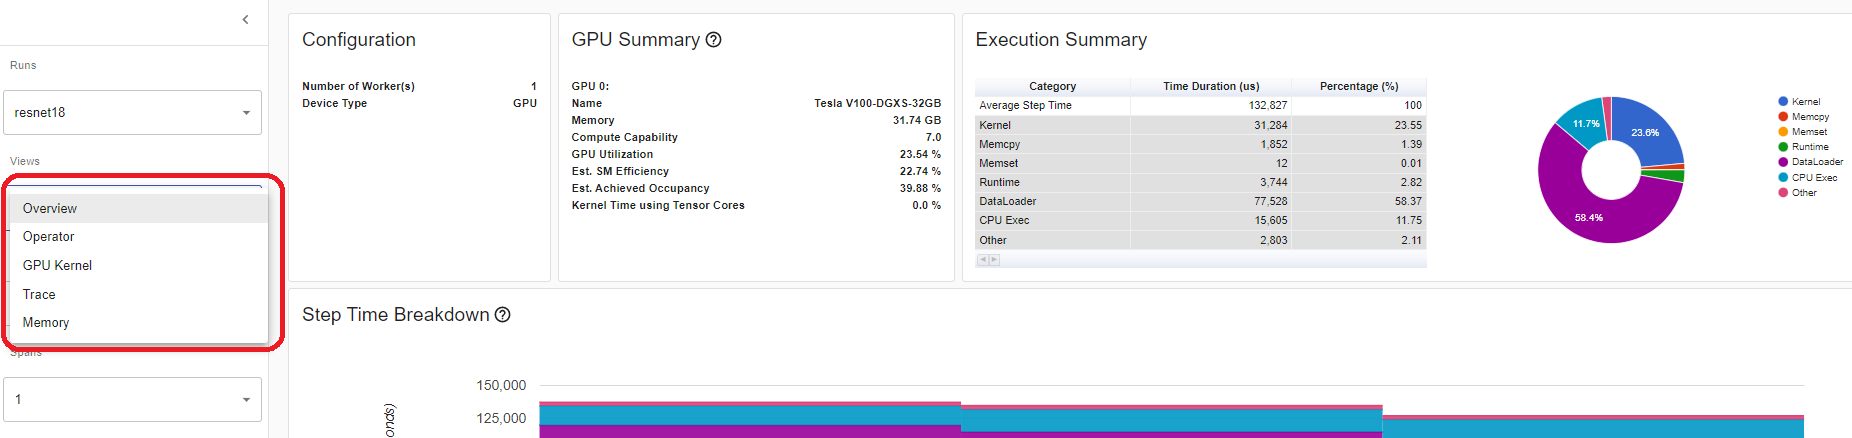 Runs
resnet18
Views
Overview
Operator
GPU Kernel
Trace
Memory
Spans
1
Configuration
Number of Worker(s) 1
Device Type GPU
GPU Summary
GPU 0:
Name Tesla V100-DGXS-32GB
Memory 31.74 GB
Compute Capability 7.0
GPU Utilization 23.54 %
Est. SM Efficiency 22.74 %
Est. Achieved Occupancy 39.88 %
Kernel Time using Tensor Cores 0.0 %
Execution Summary
Category Time Duration (us) Percentage (%)
Average Step Time 132,827 100
Kernel 31,284 23.55
Memcpy 1,852 1.39
Memset 12 0.01
Runtime 3,744 2.82
DataLoader 77,528 58.37
CPU Exec 15,605 11.75
Other 2,803 2.11
11.7%
23.6%
58.4%
Kernel
Memcpy
Memset
Runtime
DataLoader
CPU Exec
Other
Step Time Breakdown
150,000
125,000
onds)